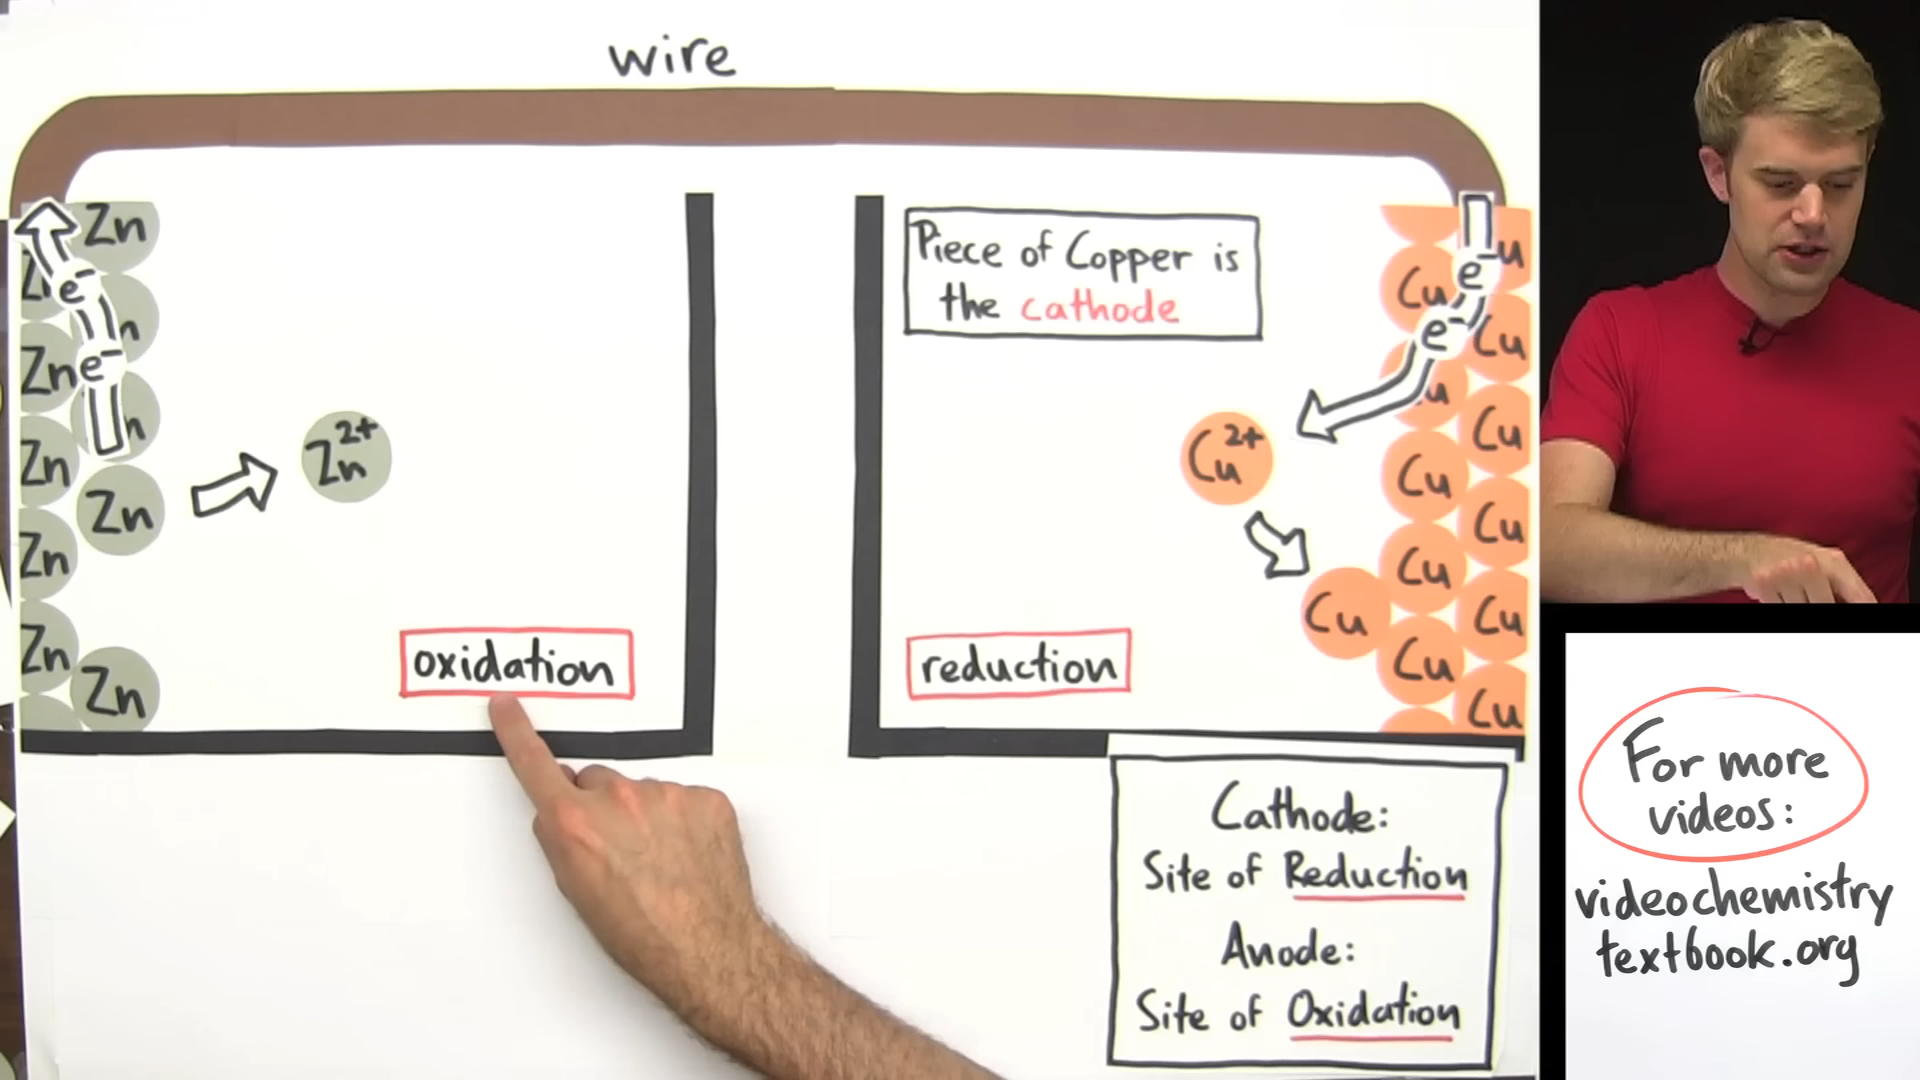 wire
Zn
Zn
e⁻
n
Zn
e⁻
n
Zn
Zn
Zn
Zn
Zn
Zn²⁺
oxidation
Piece of Copper is
the cathode
reduction
Cu²⁺
Cu
u
e⁻
Cu
e⁻
Cu
u
Cu
Cu
Cu
Cu
Cu
Cu
Cu
Cathode:
Site of Reduction
Anode:
Site of Oxidation
For more
videos:
videochemistry
textbook.org